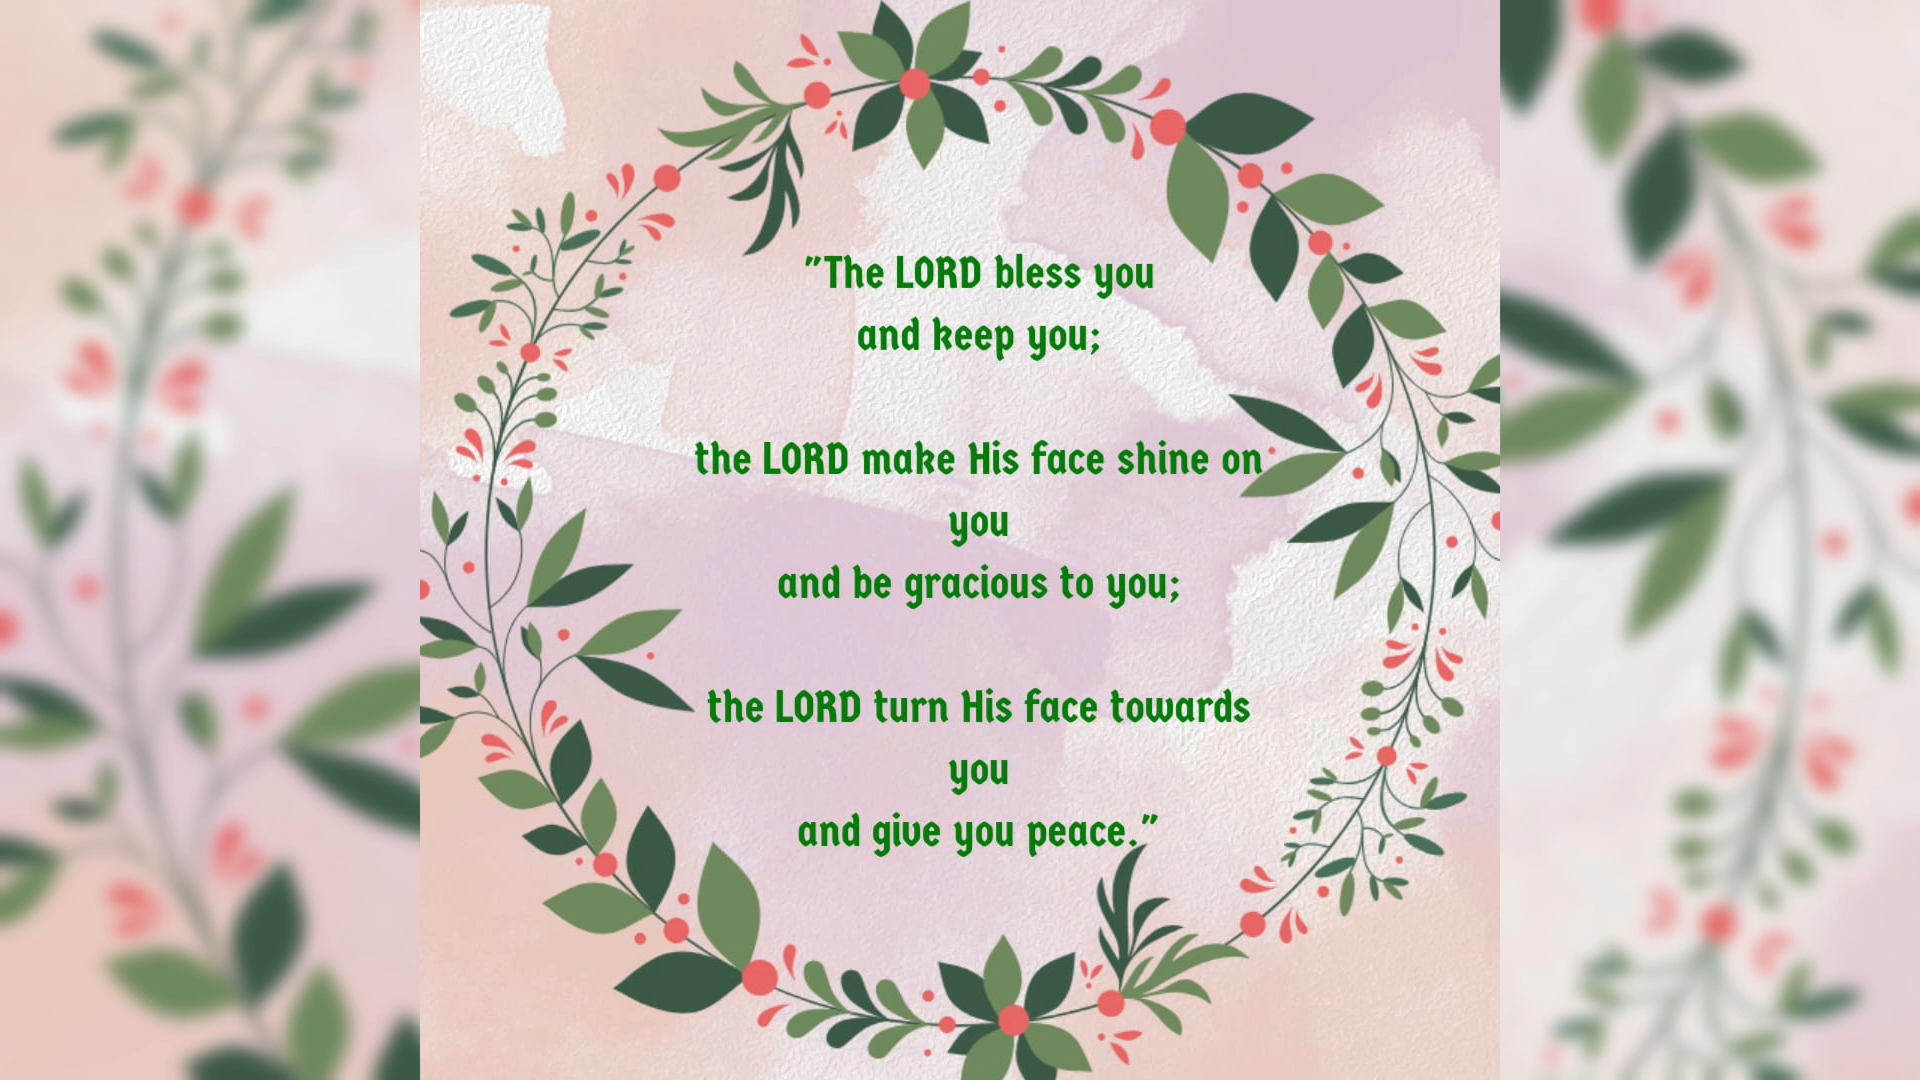 "The LORD bless you
and keep you;
the LORD make His face shine on
you
and be gracious to you;
the LORD turn His face towards
you
and give you peace."